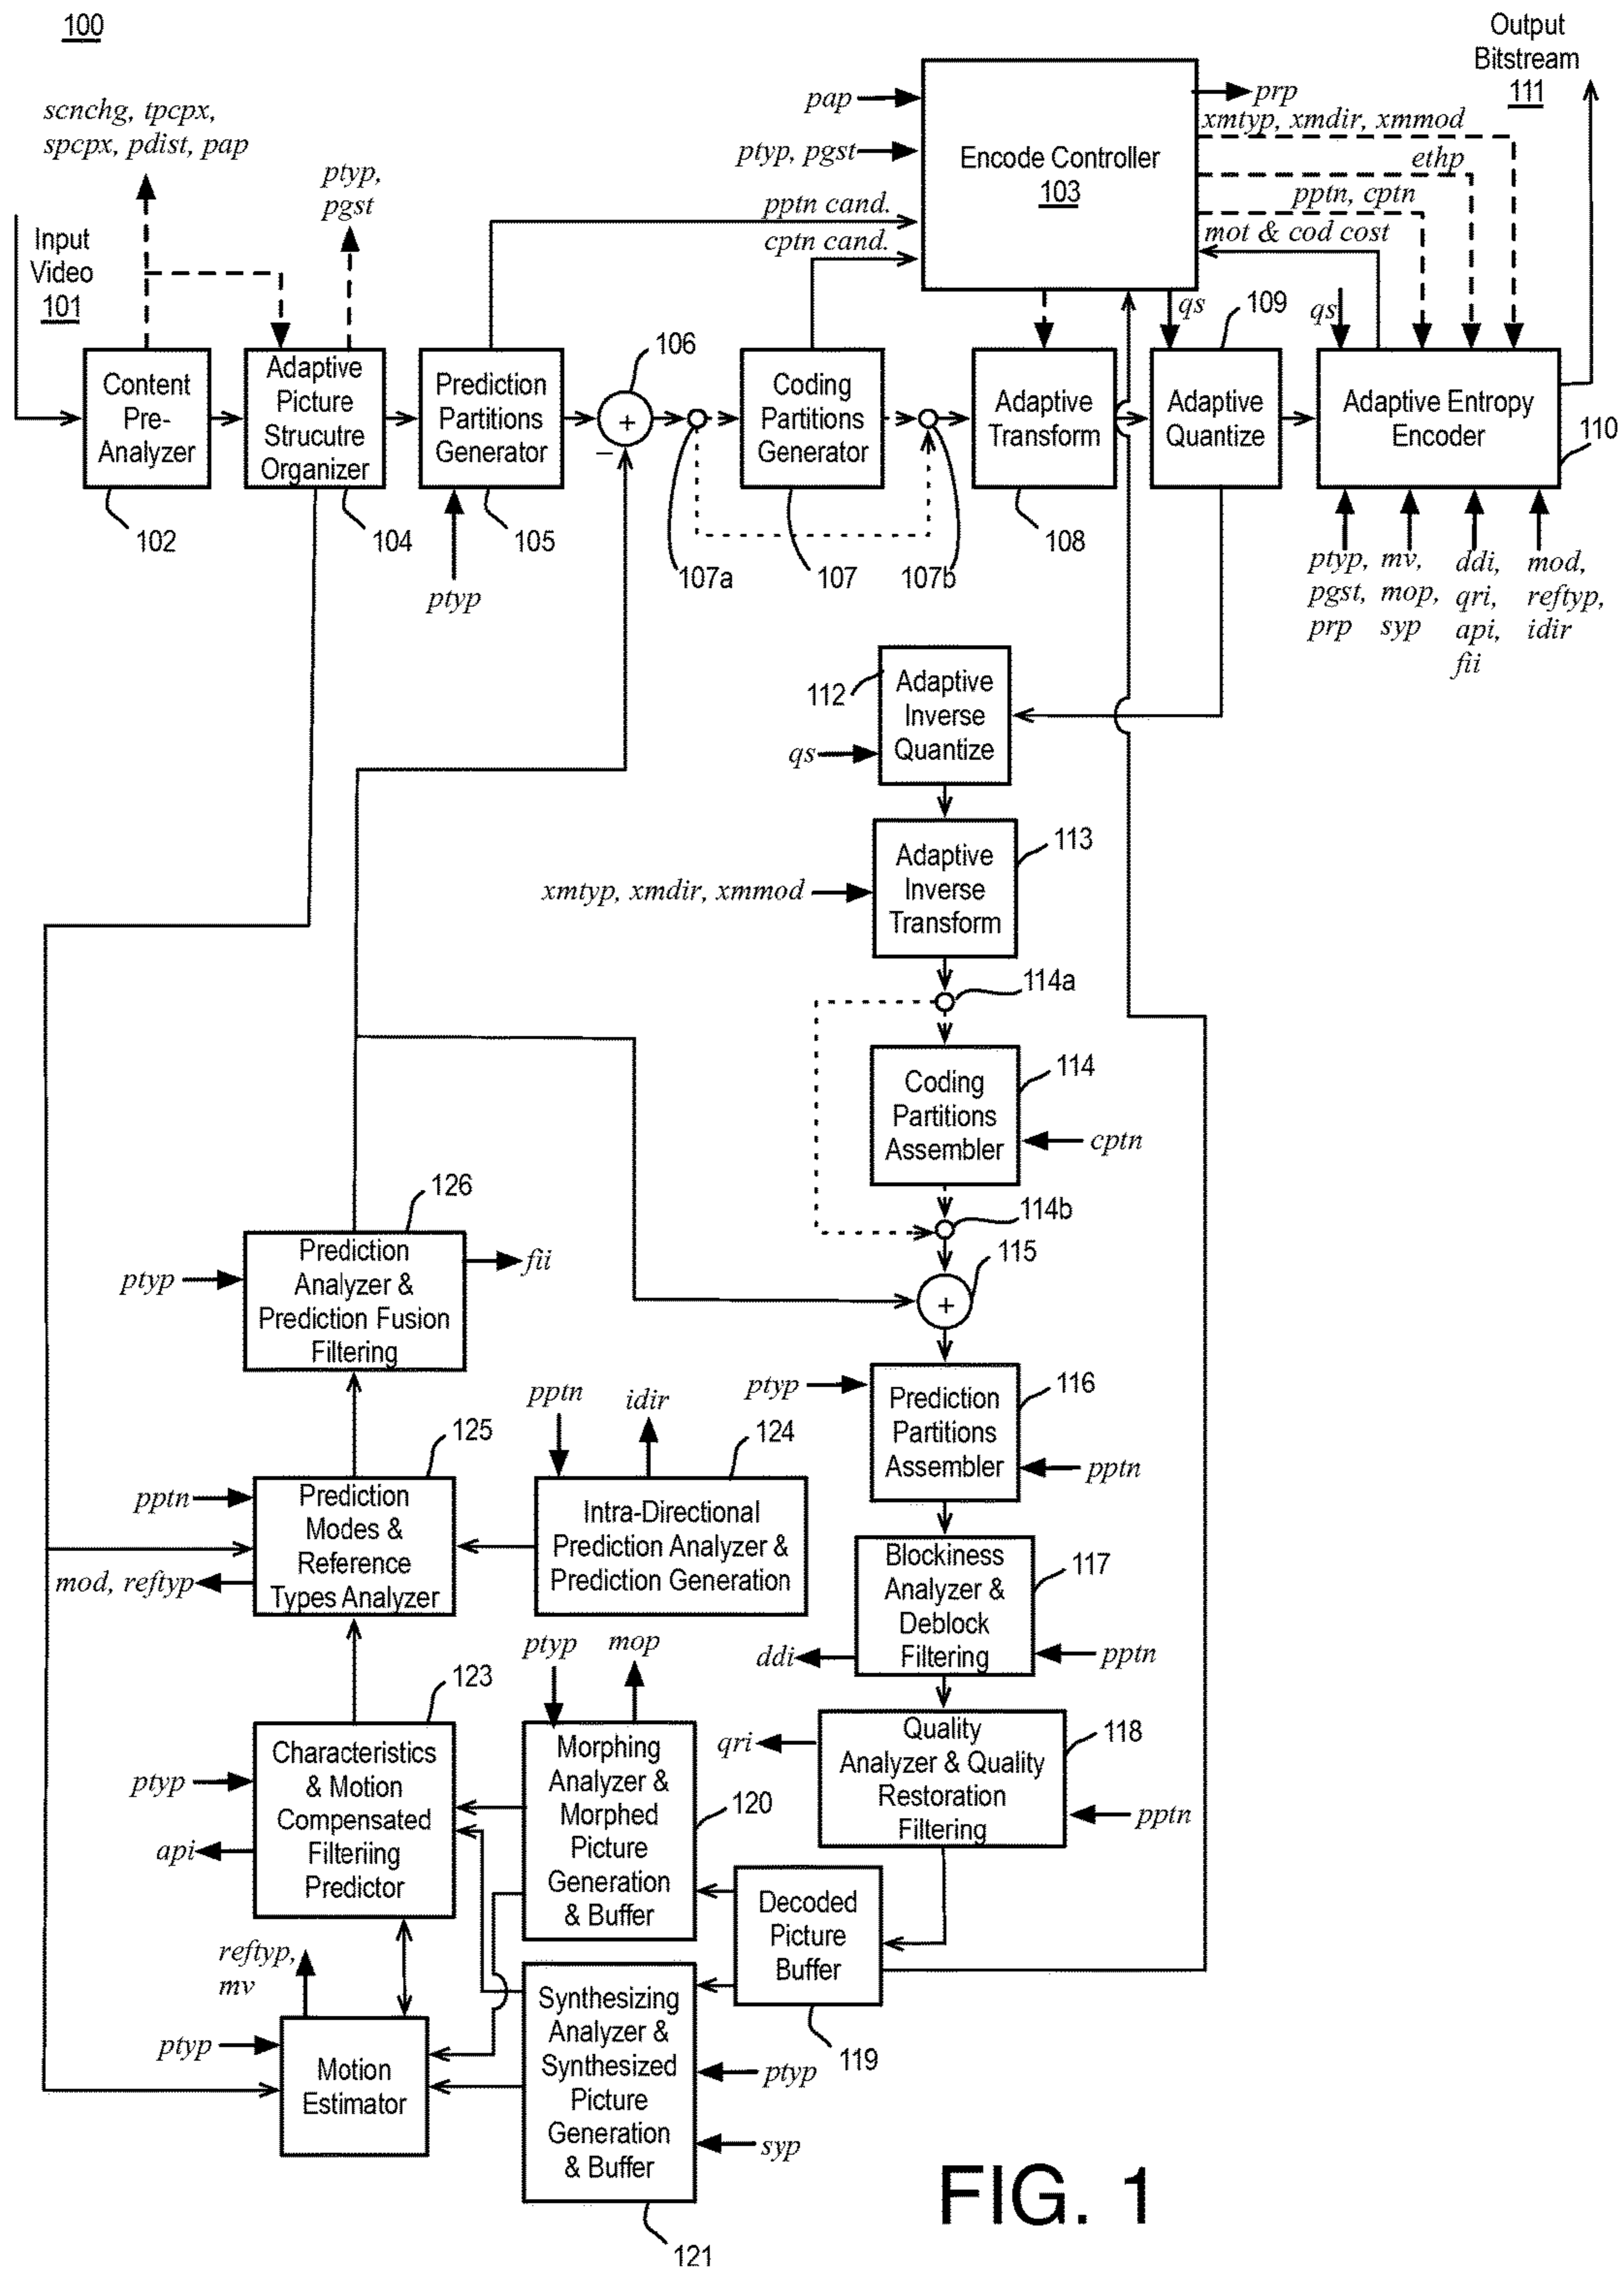 100
Output
Bitstream
111
scnchg, tpcpx,
spcpx, pdist, pap
ptyp,
pgst
Input
Video
101
pap
ptyp, pgst
pptn cand.
cptn cand.
Encode Controller
103
prp
xmtyp, xmdir, xmmod
ethp
pptn, cptn
mot & cod cost
qs
109
qs
106
Content
Pre-
Analyzer
Adaptive
Picture
Strucutre
Organizer
Prediction
Partitions
Generator
+
−
Coding
Partitions
Generator
Adaptive
Transform
Adaptive
Quantize
Adaptive Entropy
Encoder
110
102
104
105
107a
107
107b
108
ptyp
ptyp,
pgst,
prp
mv,
mop,
syp
ddi,
qri,
api,
fii
mod,
reftyp,
idir
112
Adaptive
Inverse
Quantize
qs
113
Adaptive
Inverse
Transform
xmtyp, xmdir, xmmod
114a
114
Coding
Partitions
Assembler
cptn
114b
115
+
126
Prediction
Analyzer &
Prediction Fusion
Filtering
ptyp
fii
ptyp
116
Prediction
Partitions
Assembler
pptn
pptn
idir
124
125
Prediction
Modes &
Reference
Types Analyzer
pptn
mod, reftyp
Intra-Directional
Prediction Analyzer &
Prediction Generation
Blockiness
Analyzer &
Deblock
Filtering
117
ddi
pptn
ptyp
mop
123
Characteristics
& Motion
Compensated
Filteriing
Predictor
ptyp
api
Morphing
Analyzer &
Morphed
Picture
Generation
& Buffer
120
qri
Quality
Analyzer & Quality
Restoration
Filtering
118
pptn
Decoded
Picture
Buffer
119
reftyp,
mv
ptyp
Motion
Estimator
Synthesizing
Analyzer &
Synthesized
Picture
Generation
& Buffer
ptyp
syp
121
FIG. 1